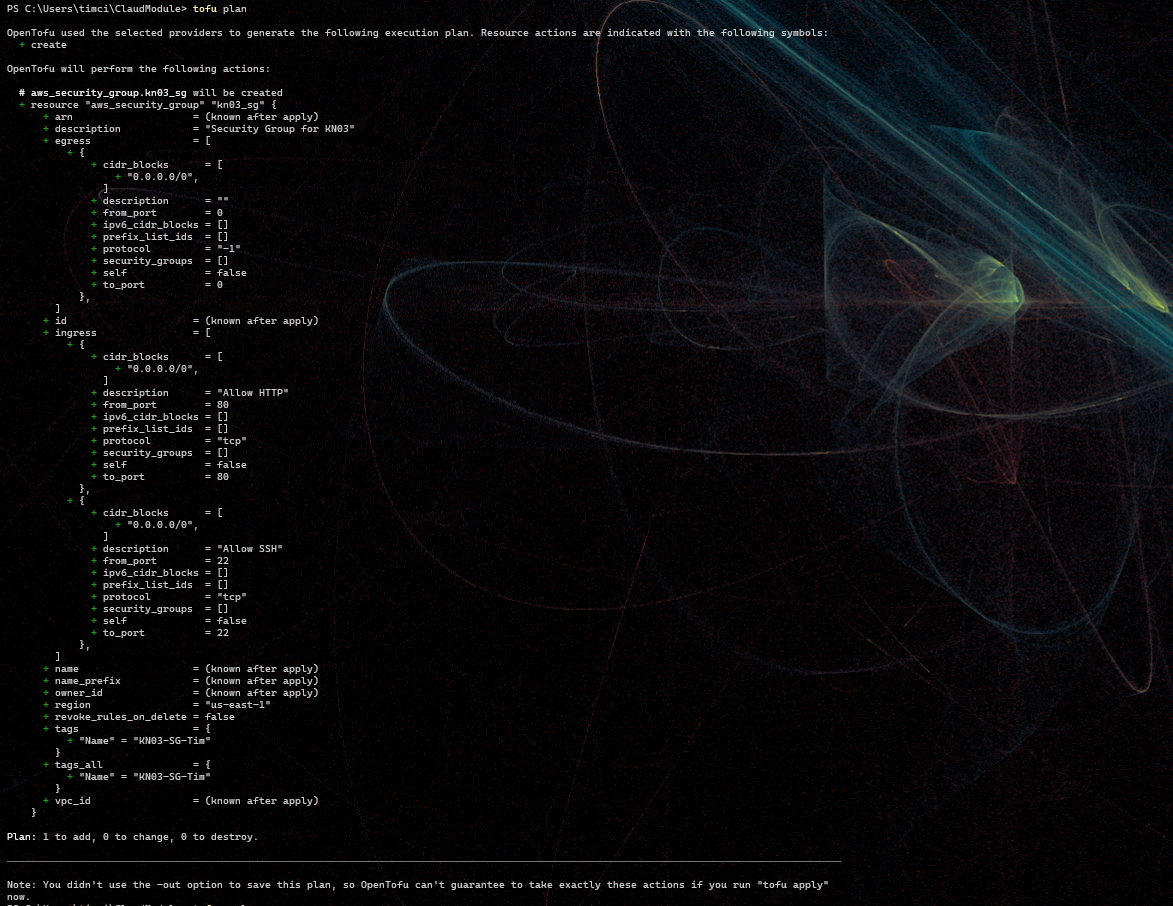 PS C:\Users\timci\ClaudModule> tofu plan
OpenTofu used the selected providers to generate the following execution plan. Resource actions are indicated with the following symbols:
+ create
OpenTofu will perform the following actions:
# aws_security_group.kn03_sg will be created
+ resource "aws_security_group" "kn03_sg" {
+ arn = (known after apply)
+ description = "Security Group for KN03"
+ egress = [
+ {
+ cidr_blocks = [
+ "0.0.0.0/0",
]
+ description = ""
+ from_port = 0
+ ipv6_cidr_blocks = []
+ prefix_list_ids = []
+ protocol = "-1"
+ security_groups = []
+ self = false
+ to_port = 0
},
]
+ id = (known after apply)
+ ingress = [
+ {
+ cidr_blocks = [
+ "0.0.0.0/0",
]
+ description = "Allow HTTP"
+ from_port = 80
+ ipv6_cidr_blocks = []
+ prefix_list_ids = []
+ protocol = "tcp"
+ security_groups = []
+ self = false
+ to_port = 80
},
+ {
+ cidr_blocks = [
+ "0.0.0.0/0",
]
+ description = "Allow SSH"
+ from_port = 22
+ ipv6_cidr_blocks = []
+ prefix_list_ids = []
+ protocol = "tcp"
+ security_groups = []
+ self = false
+ to_port = 22
},
]
+ name = (known after apply)
+ name_prefix = (known after apply)
+ owner_id = (known after apply)
+ region = "us-east-1"
+ revoke_rules_on_delete = false
+ tags = {
+ "Name" = "KN03-SG-Tim"
}
+ tags_all = {
+ "Name" = "KN03-SG-Tim"
}
+ vpc_id = (known after apply)
}
Plan: 1 to add, 0 to change, 0 to destroy.
Note: You didn't use the -out option to save this plan, so OpenTofu can't guarantee to take exactly these actions if you run "tofu apply"
now.